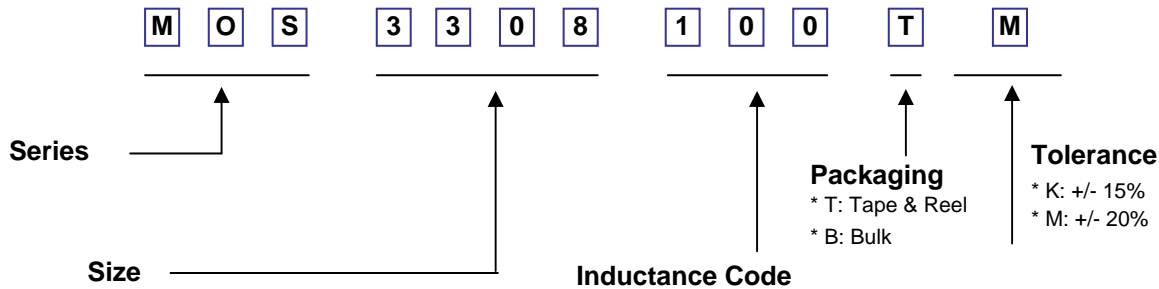 M O S 3 3 0 8 1 0 0 T M
Series
Packaging
* T: Tape & Reel
* B: Bulk
Tolerance
* K: +/- 15%
* M: +/- 20%
Size
Inductance Code